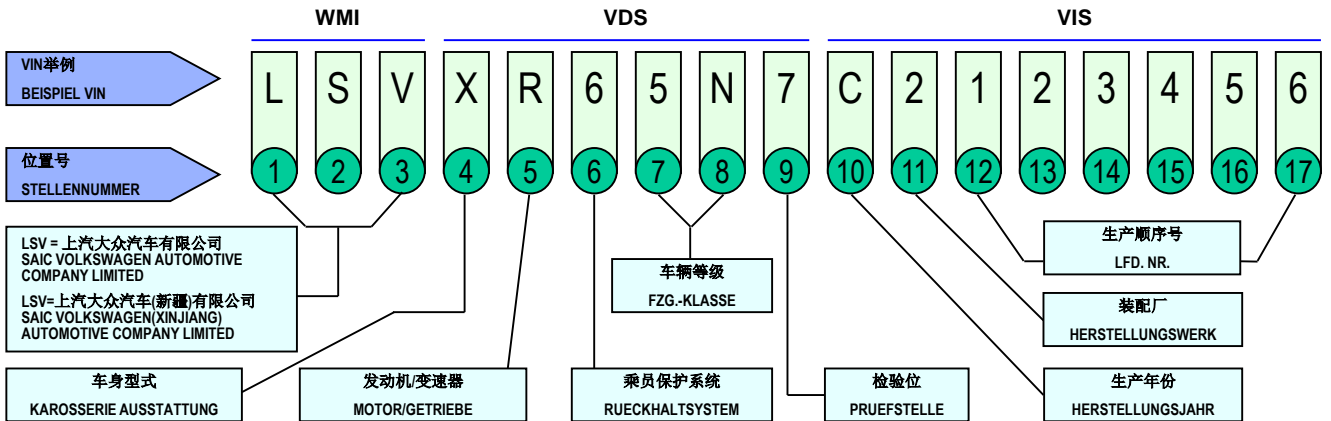 WMI VDS VIS
VIN举例
BEISPIEL VIN
L S V X R 6 5 N 7 C 2 1 2 3 4 5 6
位置号
STELLENNUMMER
1 2 3 4 5 6 7 8 9 10 11 12 13 14 15 16 17
LSV = 上汽大众汽车有限公司
SAIC VOLKSWAGEN AUTOMOTIVE
COMPANY LIMITED
LSV=上汽大众汽车(新疆)有限公司
SAIC VOLKSWAGEN(XINJIANG)
AUTOMOTIVE COMPANY LIMITED
车辆等级
FZG.-KLASSE
生产顺序号
LFD. NR.
装配厂
HERSTELLUNGSWERK
车身型式
KAROSSERIE AUSSTATTUNG
发动机/变速器
MOTOR/GETRIEBE
乘员保护系统
RUECKHALTSYSTEM
检验位
PRUEFSTELLE
生产年份
HERSTELLUNGSJAHR